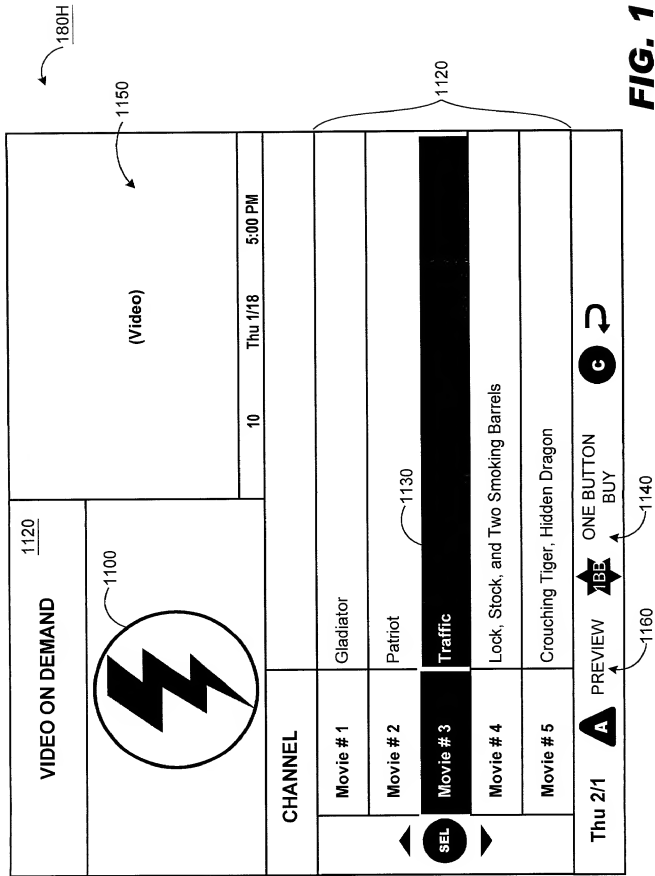 180H
VIDEO ON DEMAND
1120
1100
(Video)
1150
10 Thu 1/18 5:00 PM
CHANNEL
Movie # 1 Gladiator
Movie # 2 Patriot
SEL Movie # 3 Traffic
1130
Movie # 4 Lock, Stock, and Two Smoking Barrels
Movie # 5 Crouching Tiger, Hidden Dragon
1120
Thu 2/1 A PREVIEW 1BB ONE BUTTON BUY C
1160
1140
FIG. 1